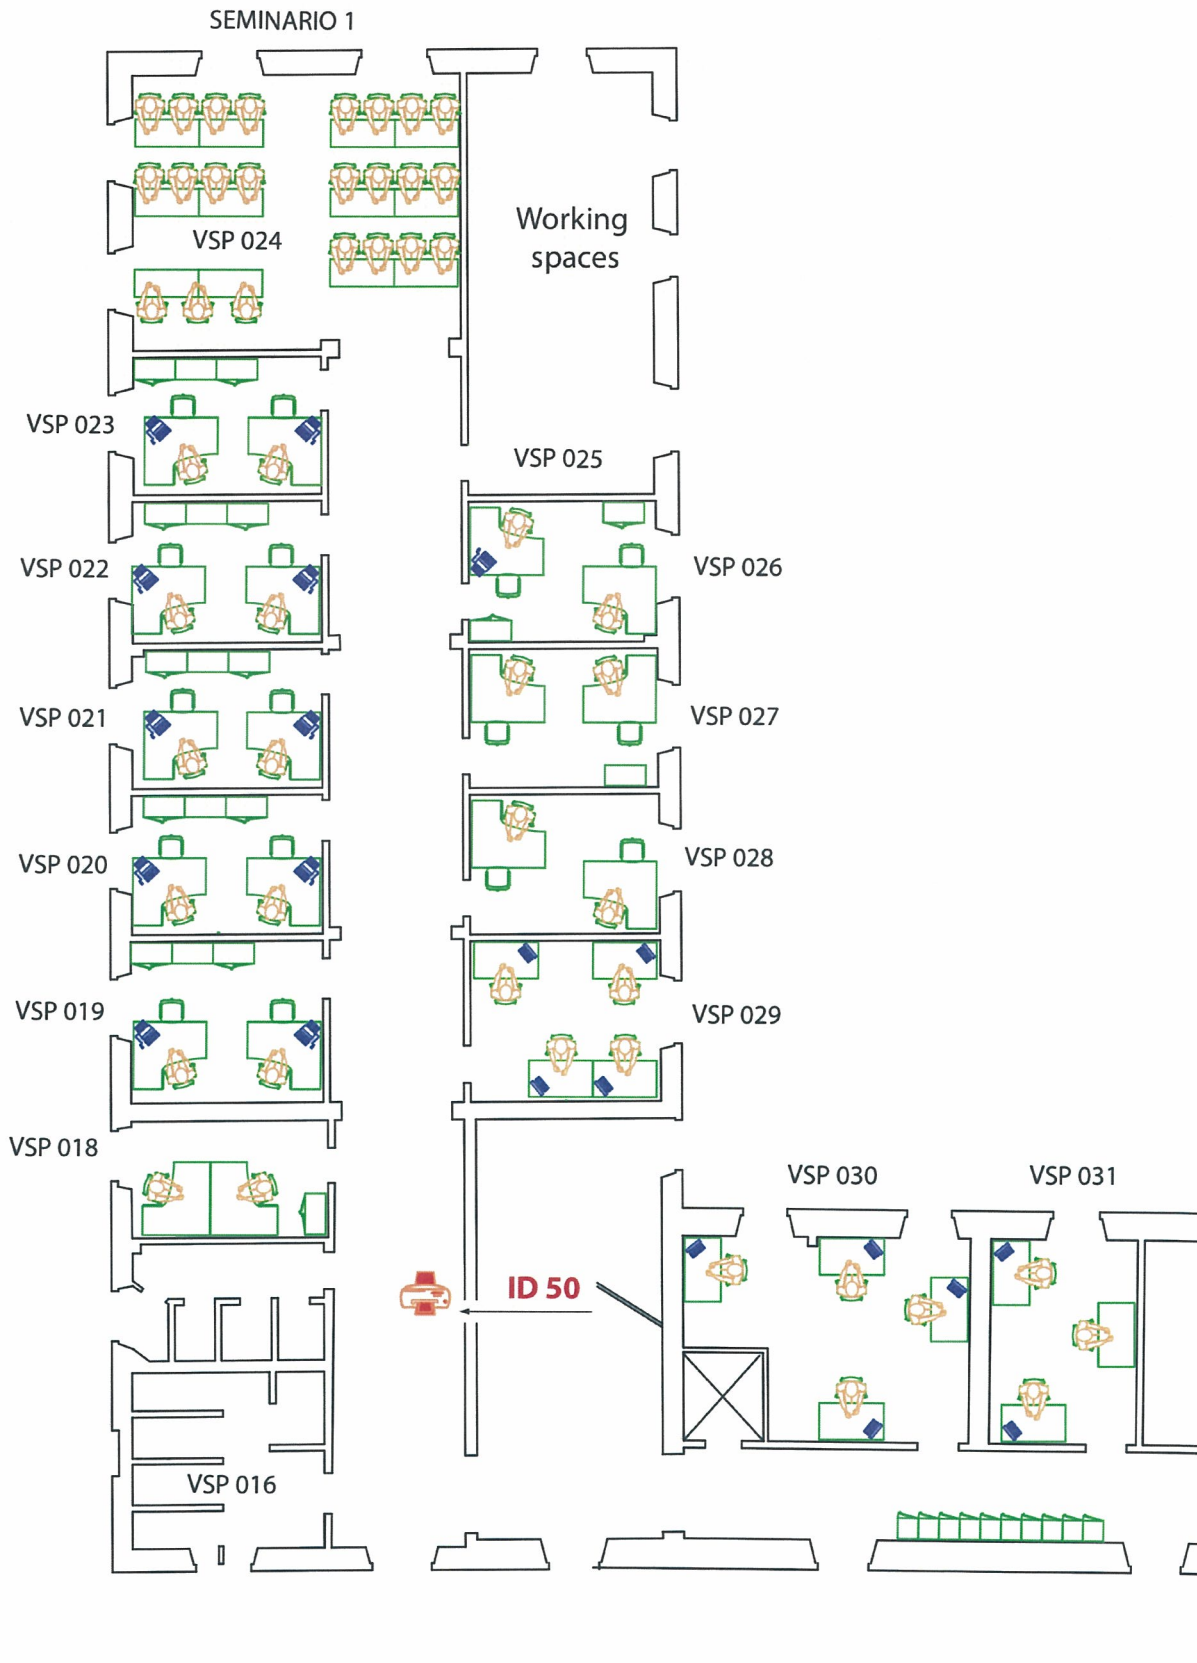 SEMINARIO 1
Working
spaces
VSP 024
VSP 023
VSP 025
VSP 022
VSP 026
VSP 021
VSP 027
VSP 020
VSP 028
VSP 019
VSP 029
VSP 018
VSP 030
VSP 031
ID 50
VSP 016